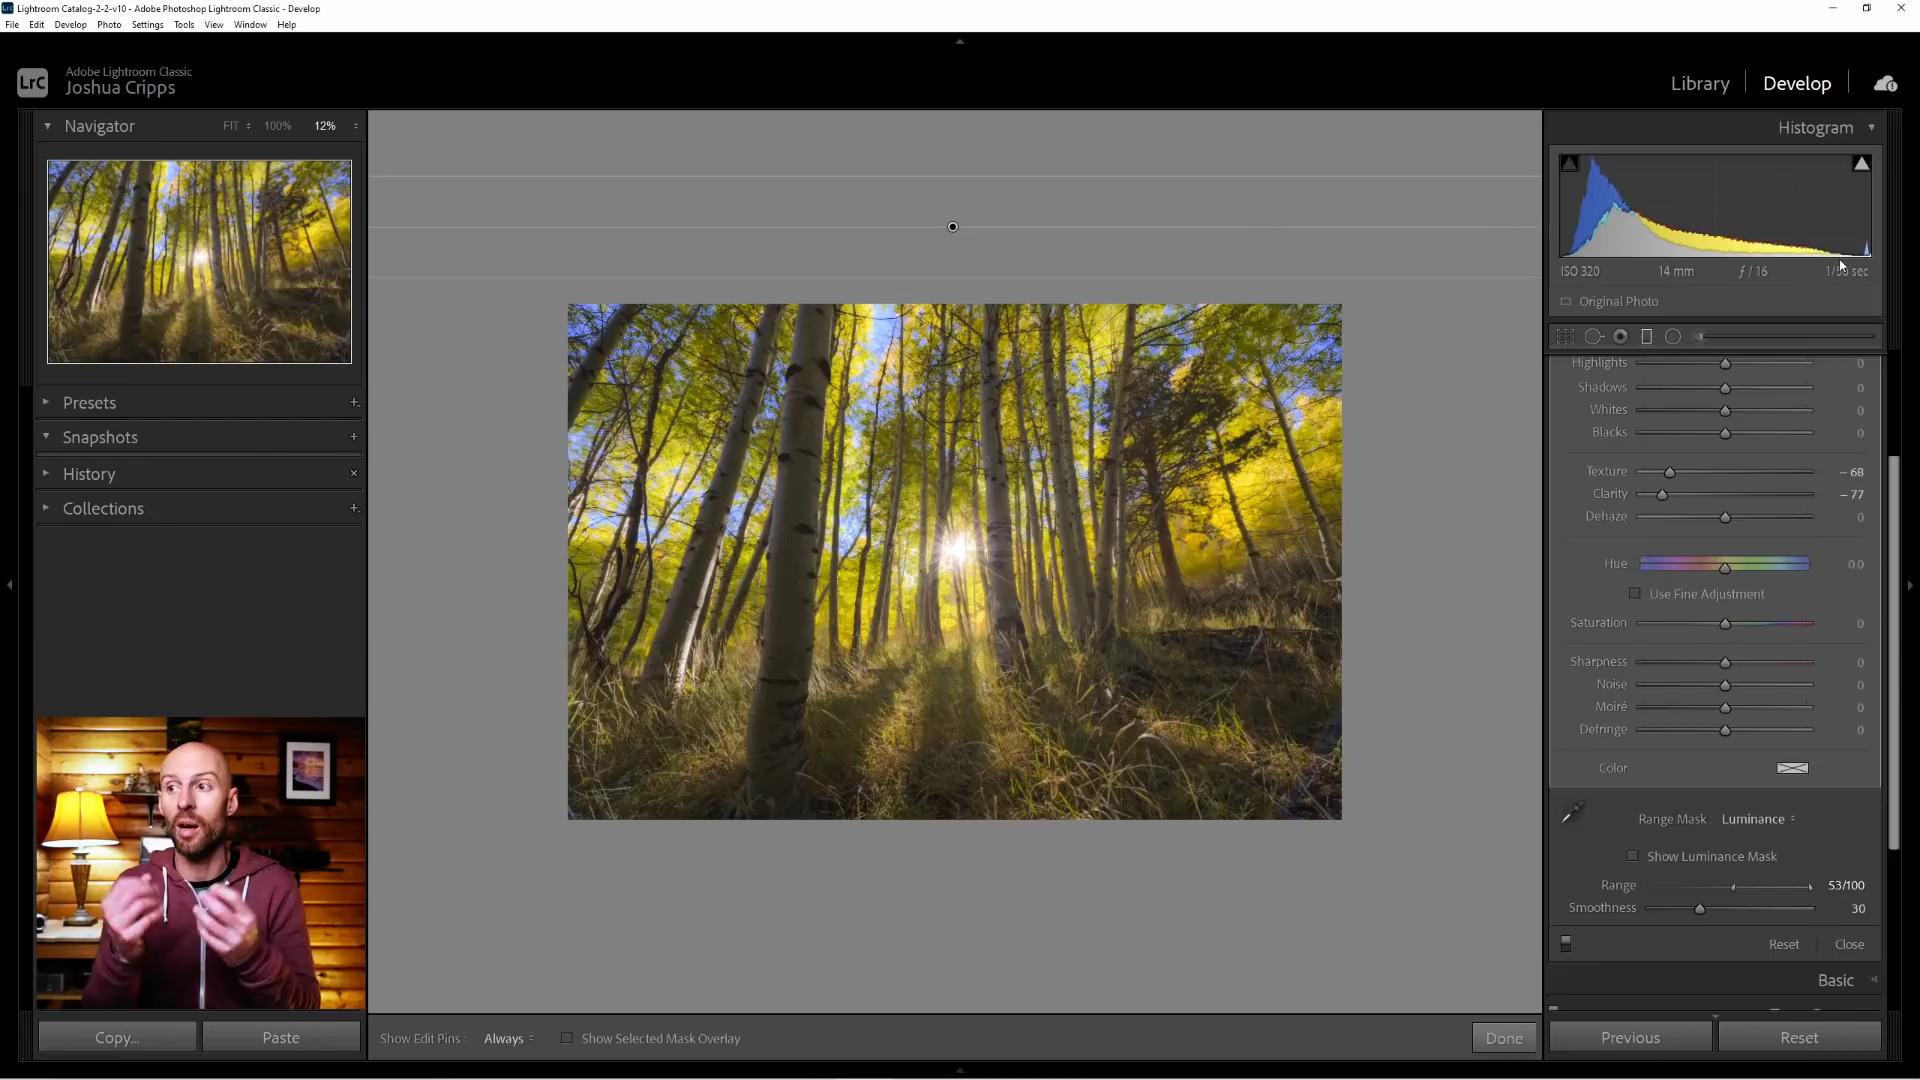 Lightroom Catalog-2-2-v10 - Adobe Photoshop Lightroom Classic - Develop
File Edit Develop Photo Settings Tools View Window Help
LrC
Adobe Lightroom Classic
Joshua Cripps
Library Develop
Navigator FIT 100% 12%
Histogram
ISO 320 14 mm ƒ / 16
Original Photo
Presets
Snapshots
History
Collections
Highlights 0
Shadows 0
Whites 0
Blacks 0
Texture – 68
Clarity – 77
Dehaze 0
Hue 0.0
Use Fine Adjustment
Saturation 0
Sharpness 0
Noise 0
Moiré 0
Defringe 0
Color
Range Mask : Luminance
Show Luminance Mask
Range 53/100
Smoothness 30
Reset Close
Basic
Copy... Paste
Show Edit Pins : Always
Show Selected Mask Overlay
Done
Previous Reset